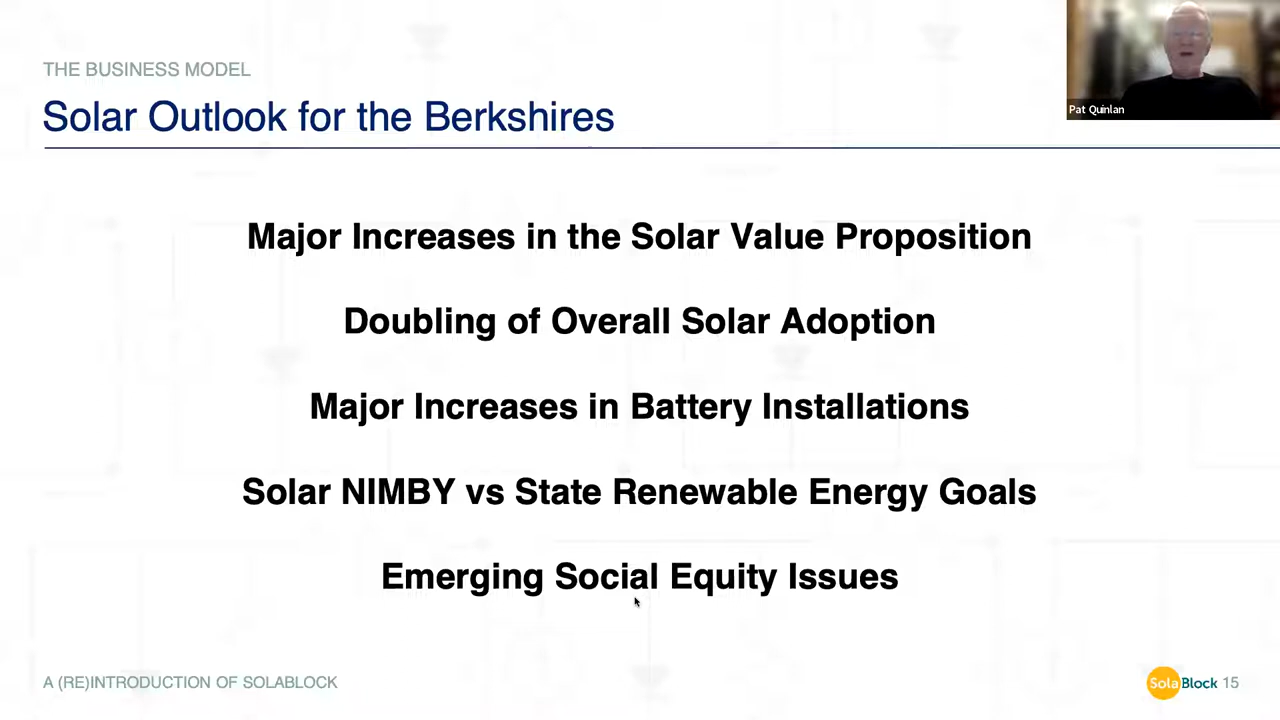 THE BUSINESS MODEL
Solar Outlook for the Berkshires
Pat Quinlan
Major Increases in the Solar Value Proposition
Doubling of Overall Solar Adoption
Major Increases in Battery Installations
Solar NIMBY vs State Renewable Energy Goals
Emerging Social Equity Issues
A (RE)INTRODUCTION OF SOLABLOCK
SolaBlock 15